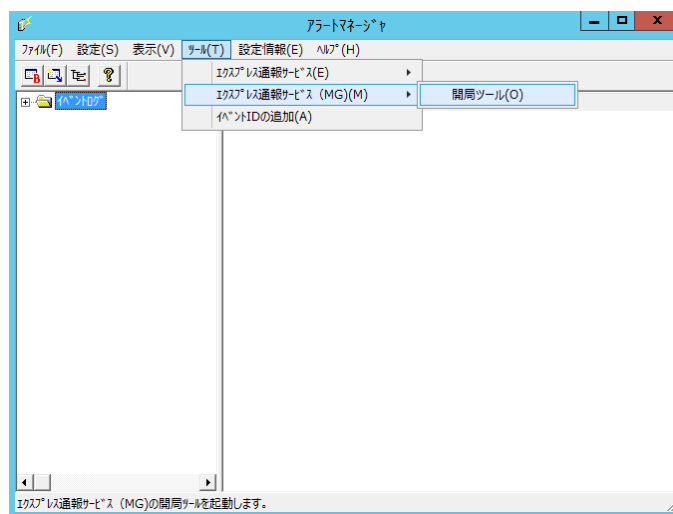 アラートマネージャ
ファイル(F) 設定(S) 表示(V) ツール(T) 設定情報(E) ヘルプ(H)
エクスプレス通報サービス(E)
エクスプレス通報サービス (MG)(M)
開局ツール(O)
イベントログ
イベントIDの追加(A)
エクスプレス通報サービス (MG)の開局ツールを起動します。